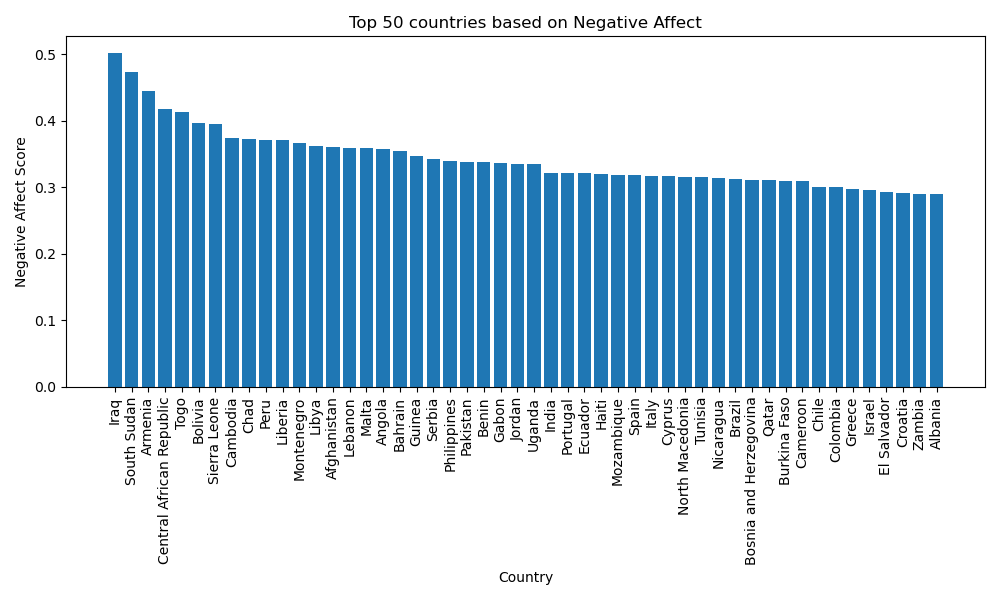 Top 50 countries based on Negative Affect
Negative Affect Score
0.5
0.4
0.3
0.2
0.1
0.0
Iraq
South Sudan
Armenia
Central African Republic
Togo
Bolivia
Sierra Leone
Cambodia
Chad
Peru
Liberia
Montenegro
Libya
Afghanistan
Lebanon
Malta
Angola
Bahrain
Guinea
Serbia
Philippines
Pakistan
Benin
Gabon
Jordan
Uganda
India
Portugal
Ecuador
Haiti
Mozambique
Spain
Italy
Cyprus
North Macedonia
Tunisia
Nicaragua
Brazil
Bosnia and Herzegovina
Qatar
Burkina Faso
Cameroon
Chile
Colombia
Greece
Israel
El Salvador
Croatia
Zambia
Albania
Country